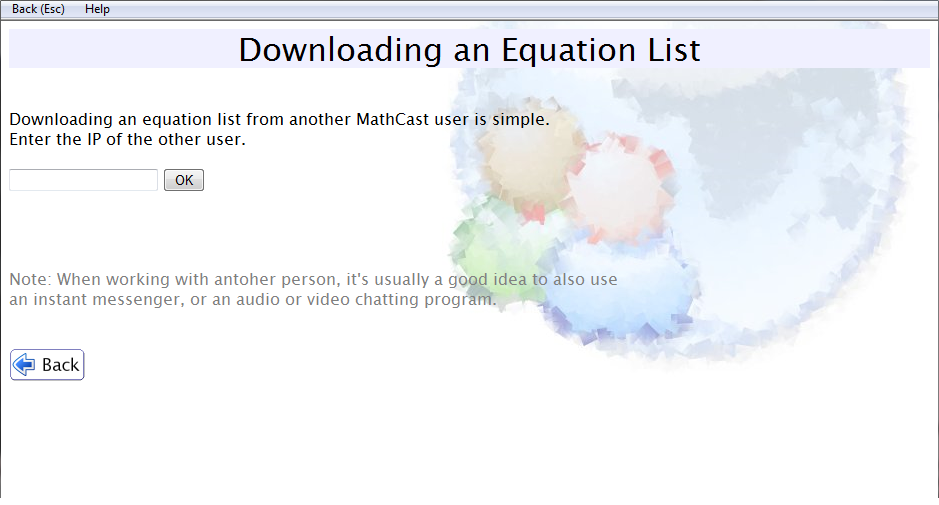 Back (Esc) Help
Downloading an Equation List
Downloading an equation list from another MathCast user is simple.
Enter the IP of the other user.
OK
Note: When working with antoher person, it's usually a good idea to also use
an instant messenger, or an audio or video chatting program.
Back